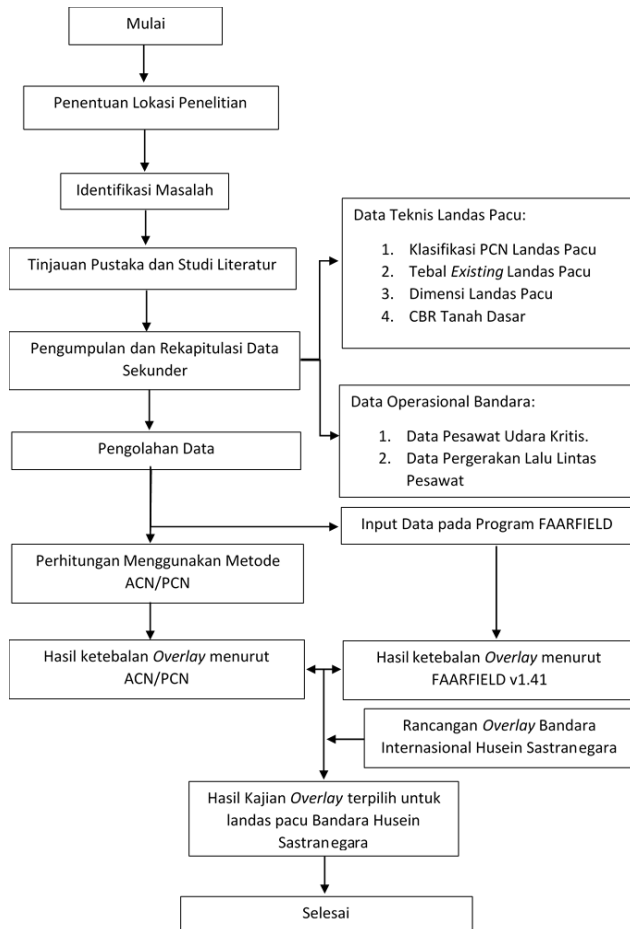 Mulai
Penentuan Lokasi Penelitian
Identifikasi Masalah
Tinjauan Pustaka dan Studi Literatur
Pengumpulan dan Rekapitulasi Data
Sekunder
Data Teknis Landas Pacu:
1. Klasifikasi PCN Landas Pacu
2. Tebal Existing Landas Pacu
3. Dimensi Landas Pacu
4. CBR Tanah Dasar
Data Operasional Bandara:
1. Data Pesawat Udara Kritis.
2. Data Pergerakan Lalu Lintas
Pesawat
Pengolahan Data
Input Data pada Program FAARFIELD
Perhitungan Menggunakan Metode
ACN/PCN
Hasil ketebalan Overlay menurut
ACN/PCN
Hasil ketebalan Overlay menurut
FAARFIELD v1.41
Rancangan Overlay Bandara
Internasional Husein Sastranegara
Hasil Kajian Overlay terpilih untuk
landas pacu Bandara Husein
Sastranegara
Selesai